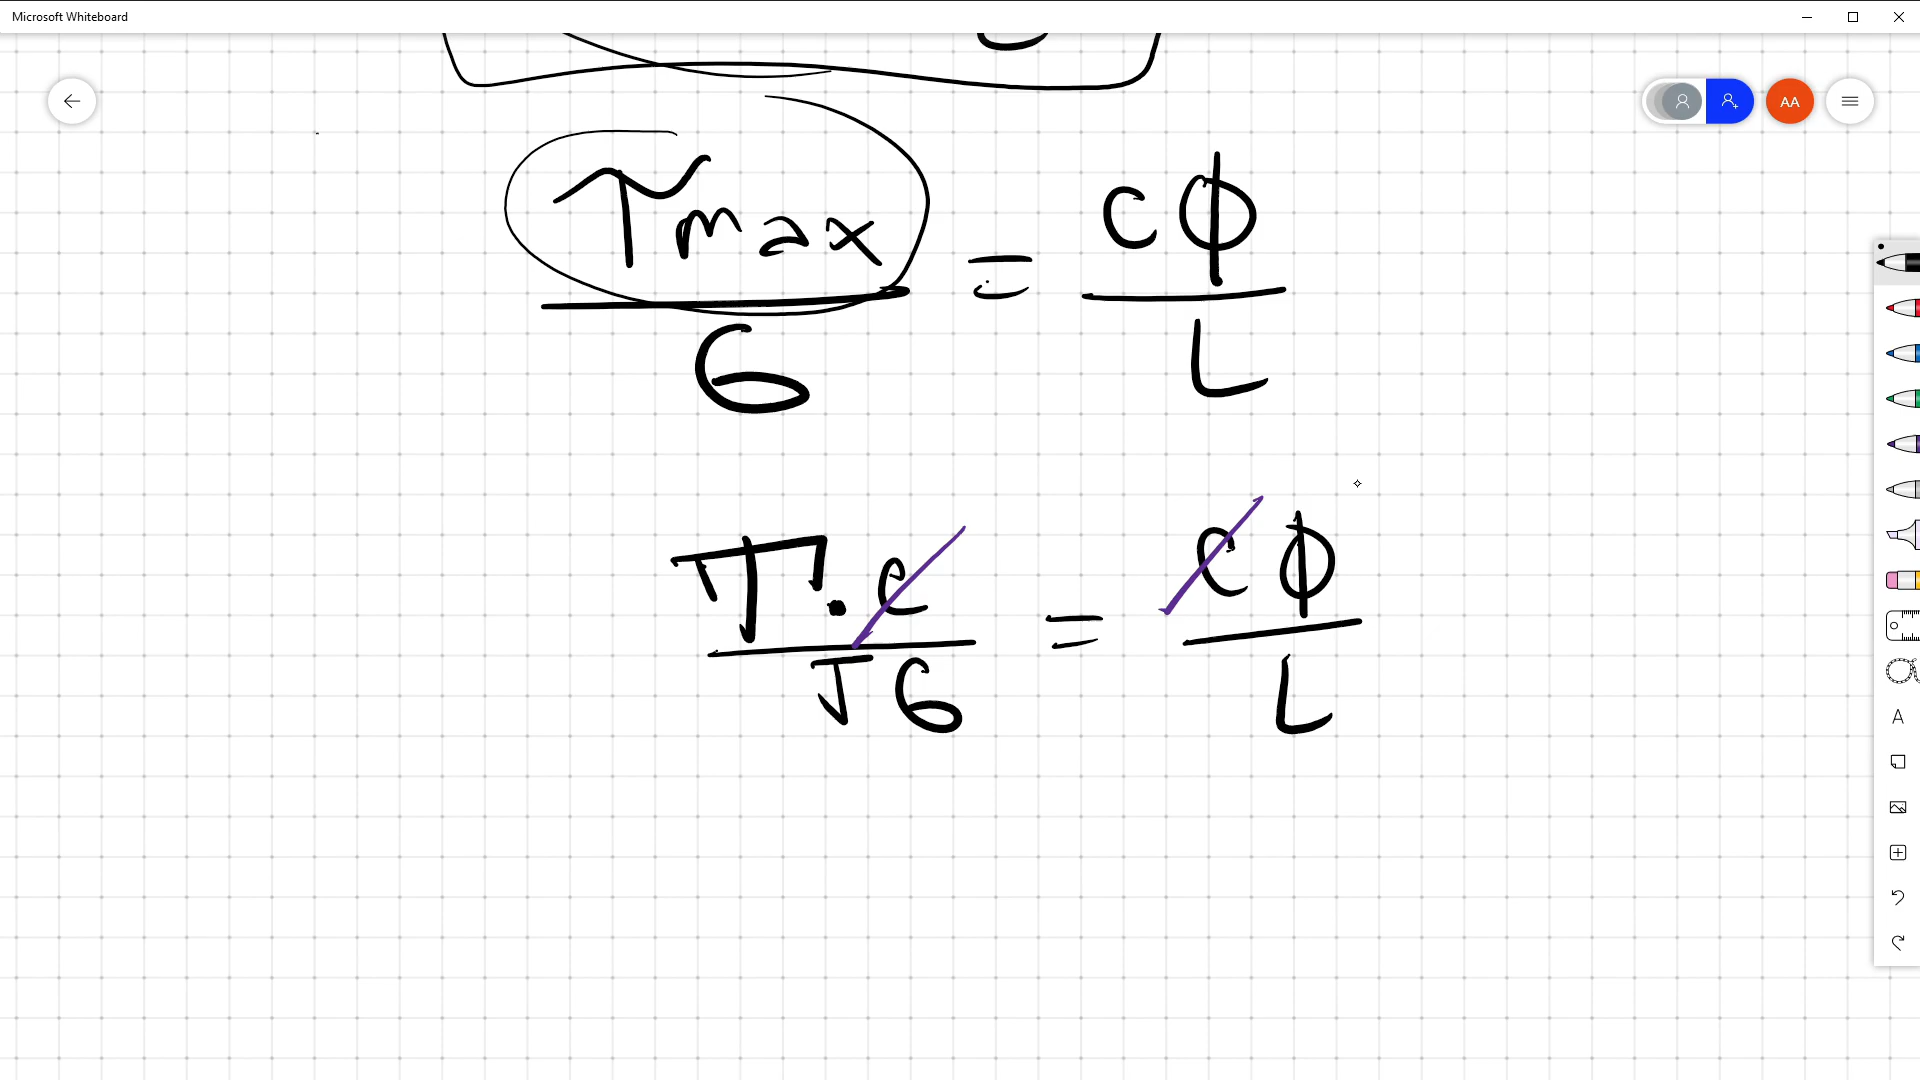 Microsoft Whiteboard
AA
τmax / G = cϕ / L
T.c / JG = cϕ / L
A